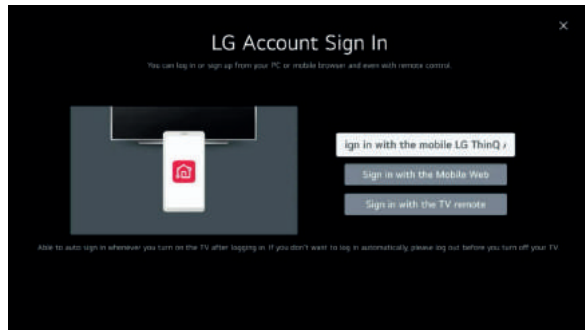 LG Account Sign In
You can log in or sign up from your PC or mobile browser and even with remote control.
ign in with the mobile LG ThinQ
Sign in with the Mobile Web
Sign in with the TV remote
Able to auto sign in whenever you turn on the TV after logging in. If you don't want to log in automatically, please log out before you turn off your TV